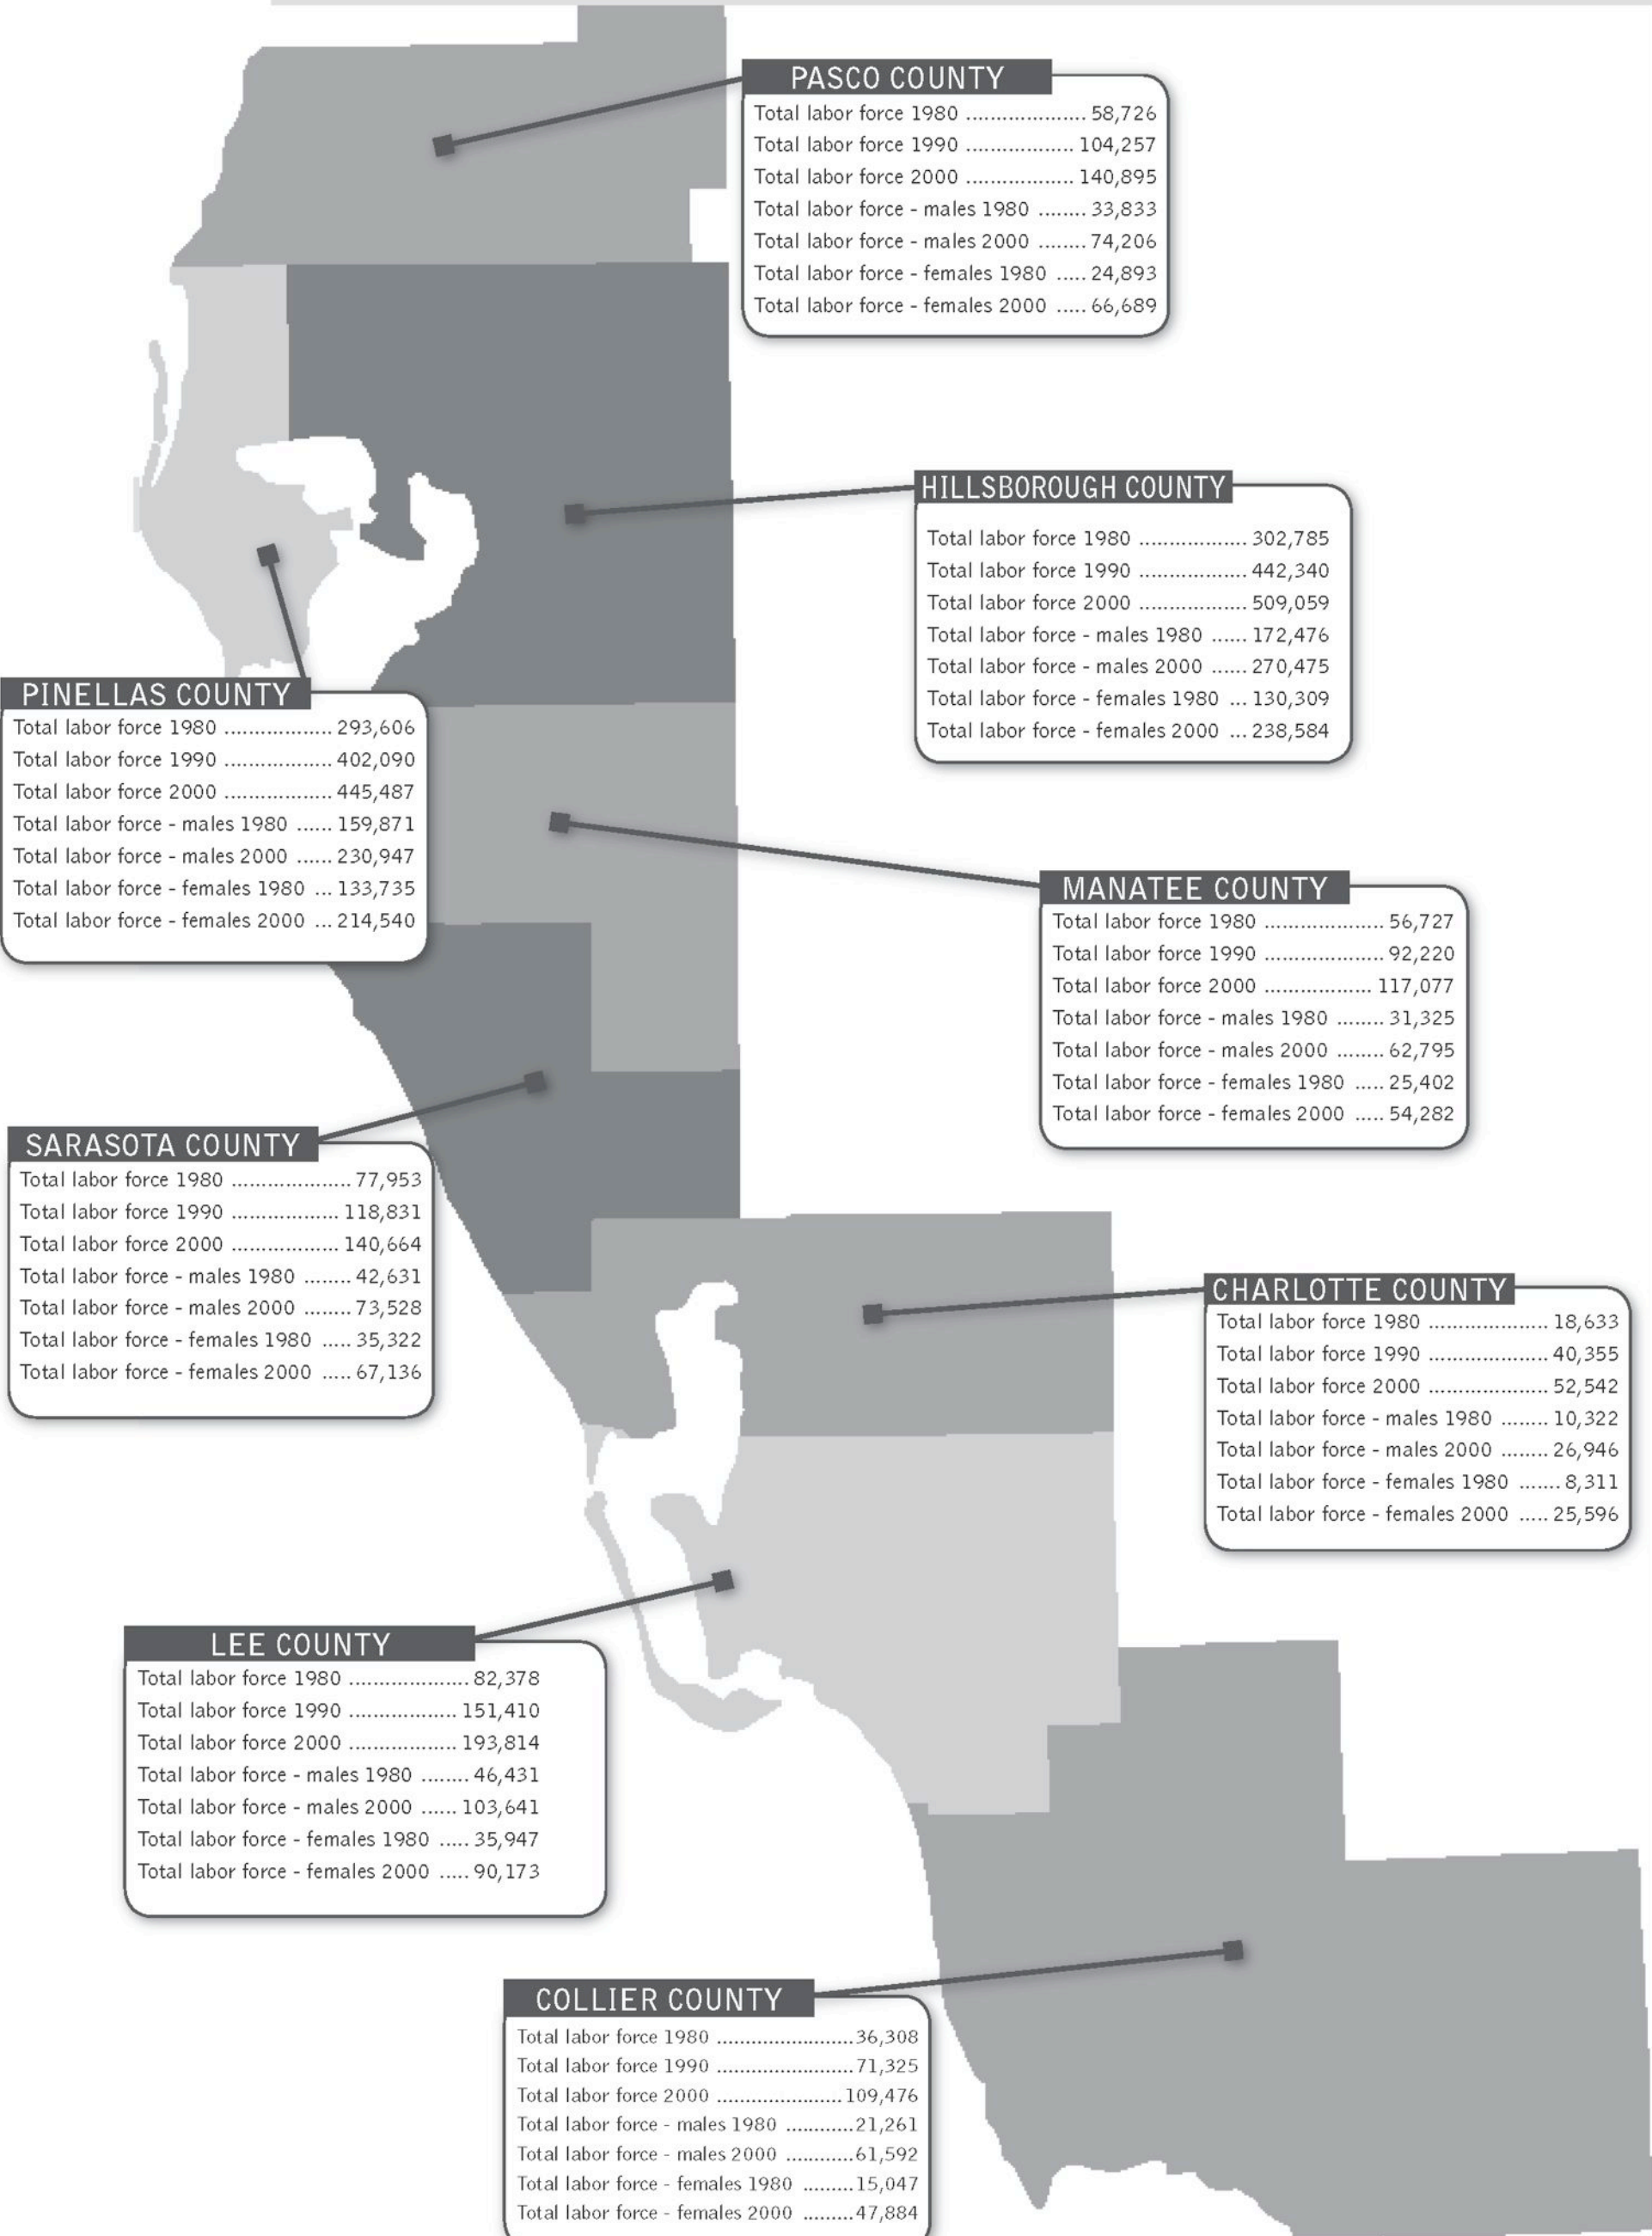 PASCO COUNTY
Total labor force 1980 .................... 58,726
Total labor force 1990 .................. 104,257
Total labor force 2000 .................. 140,895
Total labor force - males 1980 ........ 33,833
Total labor force - males 2000 ........ 74,206
Total labor force - females 1980 ..... 24,893
Total labor force - females 2000 ..... 66,689
HILLSBOROUGH COUNTY
Total labor force 1980 .................. 302,785
Total labor force 1990 .................. 442,340
Total labor force 2000 .................. 509,059
Total labor force - males 1980 ...... 172,476
Total labor force - males 2000 ...... 270,475
Total labor force - females 1980 ... 130,309
Total labor force - females 2000 ... 238,584
PINELLAS COUNTY
Total labor force 1980 .................. 293,606
Total labor force 1990 .................. 402,090
Total labor force 2000 .................. 445,487
Total labor force - males 1980 ...... 159,871
Total labor force - males 2000 ...... 230,947
Total labor force - females 1980 ... 133,735
Total labor force - females 2000 ... 214,540
MANATEE COUNTY
Total labor force 1980 .................... 56,727
Total labor force 1990 .................... 92,220
Total labor force 2000 .................. 117,077
Total labor force - males 1980 ........ 31,325
Total labor force - males 2000 ........ 62,795
Total labor force - females 1980 ..... 25,402
Total labor force - females 2000 ..... 54,282
SARASOTA COUNTY
Total labor force 1980 .................... 77,953
Total labor force 1990 .................. 118,831
Total labor force 2000 .................. 140,664
Total labor force - males 1980 ........ 42,631
Total labor force - males 2000 ........ 73,528
Total labor force - females 1980 ..... 35,322
Total labor force - females 2000 ..... 67,136
CHARLOTTE COUNTY
Total labor force 1980 .................... 18,633
Total labor force 1990 .................... 40,355
Total labor force 2000 .................... 52,542
Total labor force - males 1980 ........ 10,322
Total labor force - males 2000 ........ 26,946
Total labor force - females 1980 ....... 8,311
Total labor force - females 2000 ..... 25,596
LEE COUNTY
Total labor force 1980 .................... 82,378
Total labor force 1990 .................. 151,410
Total labor force 2000 .................. 193,814
Total labor force - males 1980 ........ 46,431
Total labor force - males 2000 ...... 103,641
Total labor force - females 1980 ..... 35,947
Total labor force - females 2000 ..... 90,173
COLLIER COUNTY
Total labor force 1980 ........................36,308
Total labor force 1990 ........................71,325
Total labor force 2000 ......................109,476
Total labor force - males 1980 ............21,261
Total labor force - males 2000 ............61,592
Total labor force - females 1980 .........15,047
Total labor force - females 2000 .........47,884